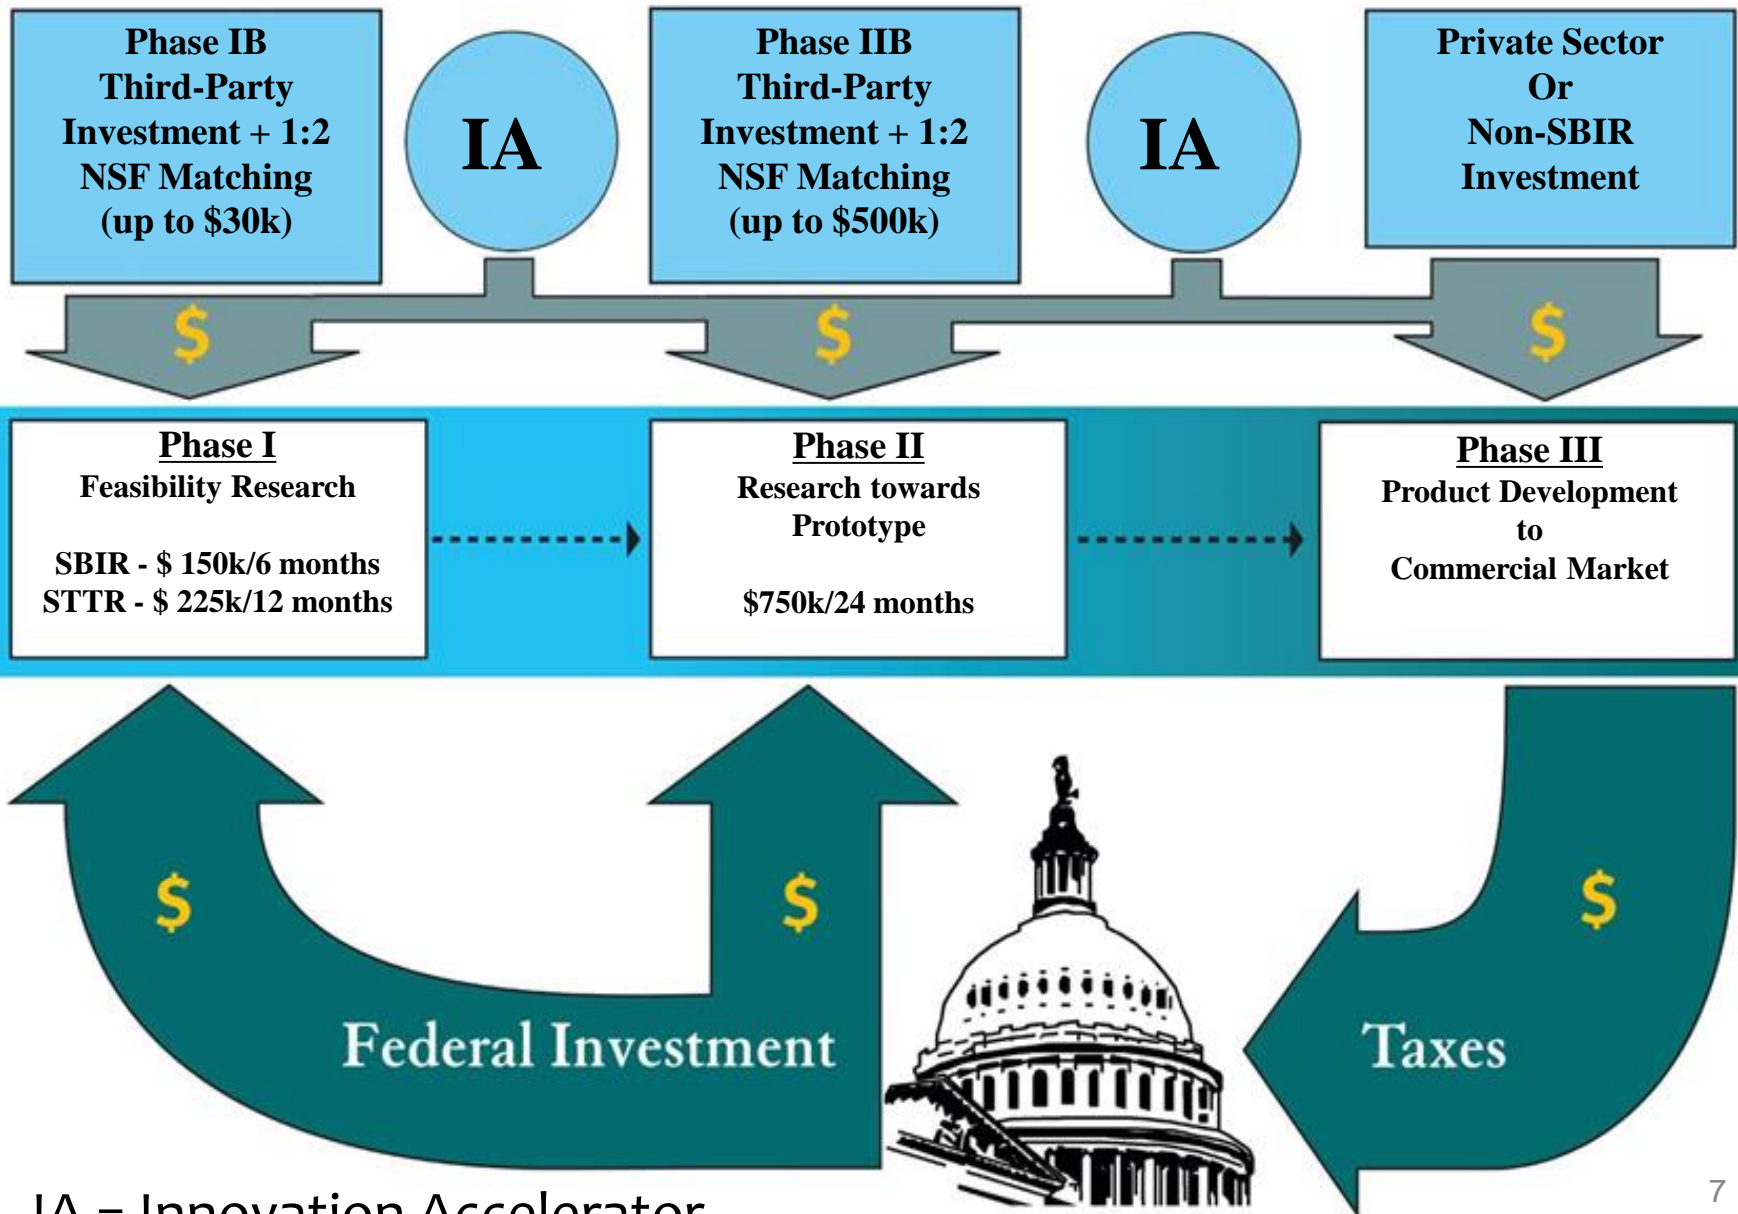 Phase IB
Third-Party
Investment + 1:2
NSF Matching
(up to $30k)
IA
Phase IIB
Third-Party
Investment + 1:2
NSF Matching
(up to $500k)
IA
Private Sector
Or
Non-SBIR
Investment
$
$
$
Phase I
Feasibility Research
SBIR - $ 150k/6 months
STTR - $ 225k/12 months
Phase II
Research towards
Prototype
$750k/24 months
Phase III
Product Development
to
Commercial Market
$
$
$
Federal Investment
Taxes
IA = Innovation Accelerator
7